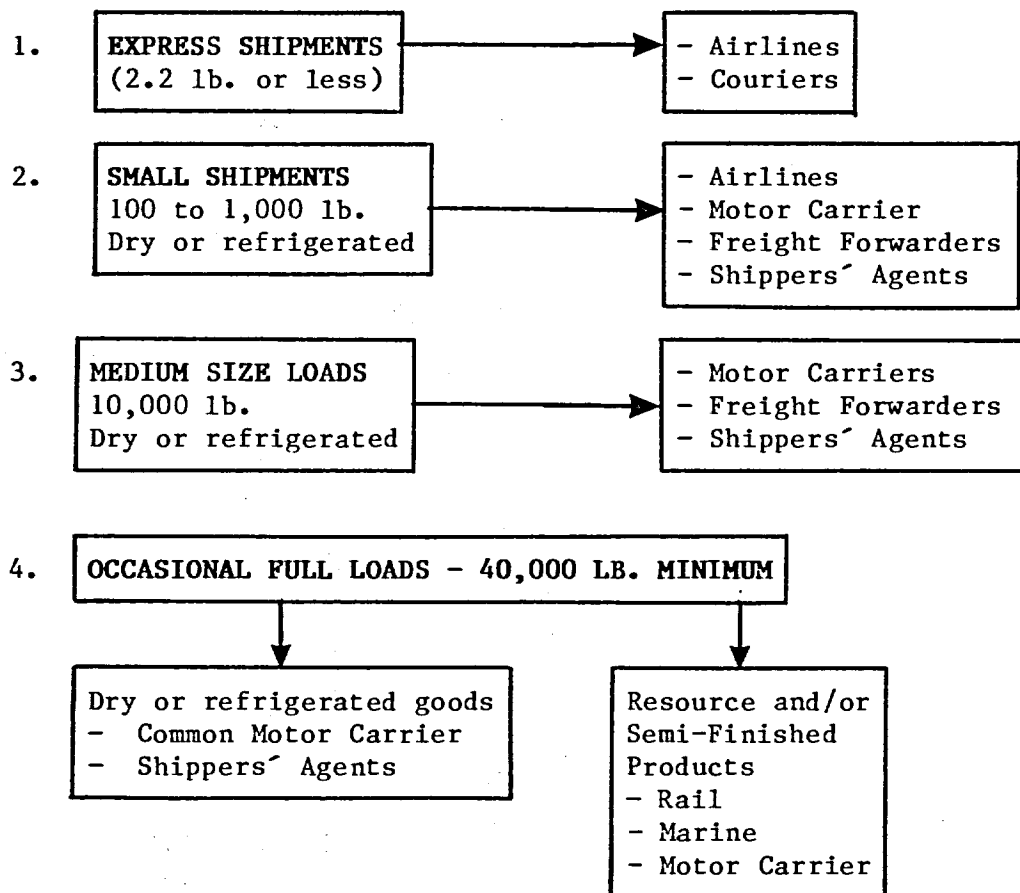 1. EXPRESS SHIPMENTS
(2.2 lb. or less)
- Airlines
- Couriers
2. SMALL SHIPMENTS
100 to 1,000 lb.
Dry or refrigerated
- Airlines
- Motor Carrier
- Freight Forwarders
- Shippers´ Agents
3. MEDIUM SIZE LOADS
10,000 lb.
Dry or refrigerated
- Motor Carriers
- Freight Forwarders
- Shippers´ Agents
4. OCCASIONAL FULL LOADS - 40,000 LB. MINIMUM
Dry or refrigerated goods
- Common Motor Carrier
- Shippers´ Agents
Resource and/or
Semi-Finished
Products
- Rail
- Marine
- Motor Carrier